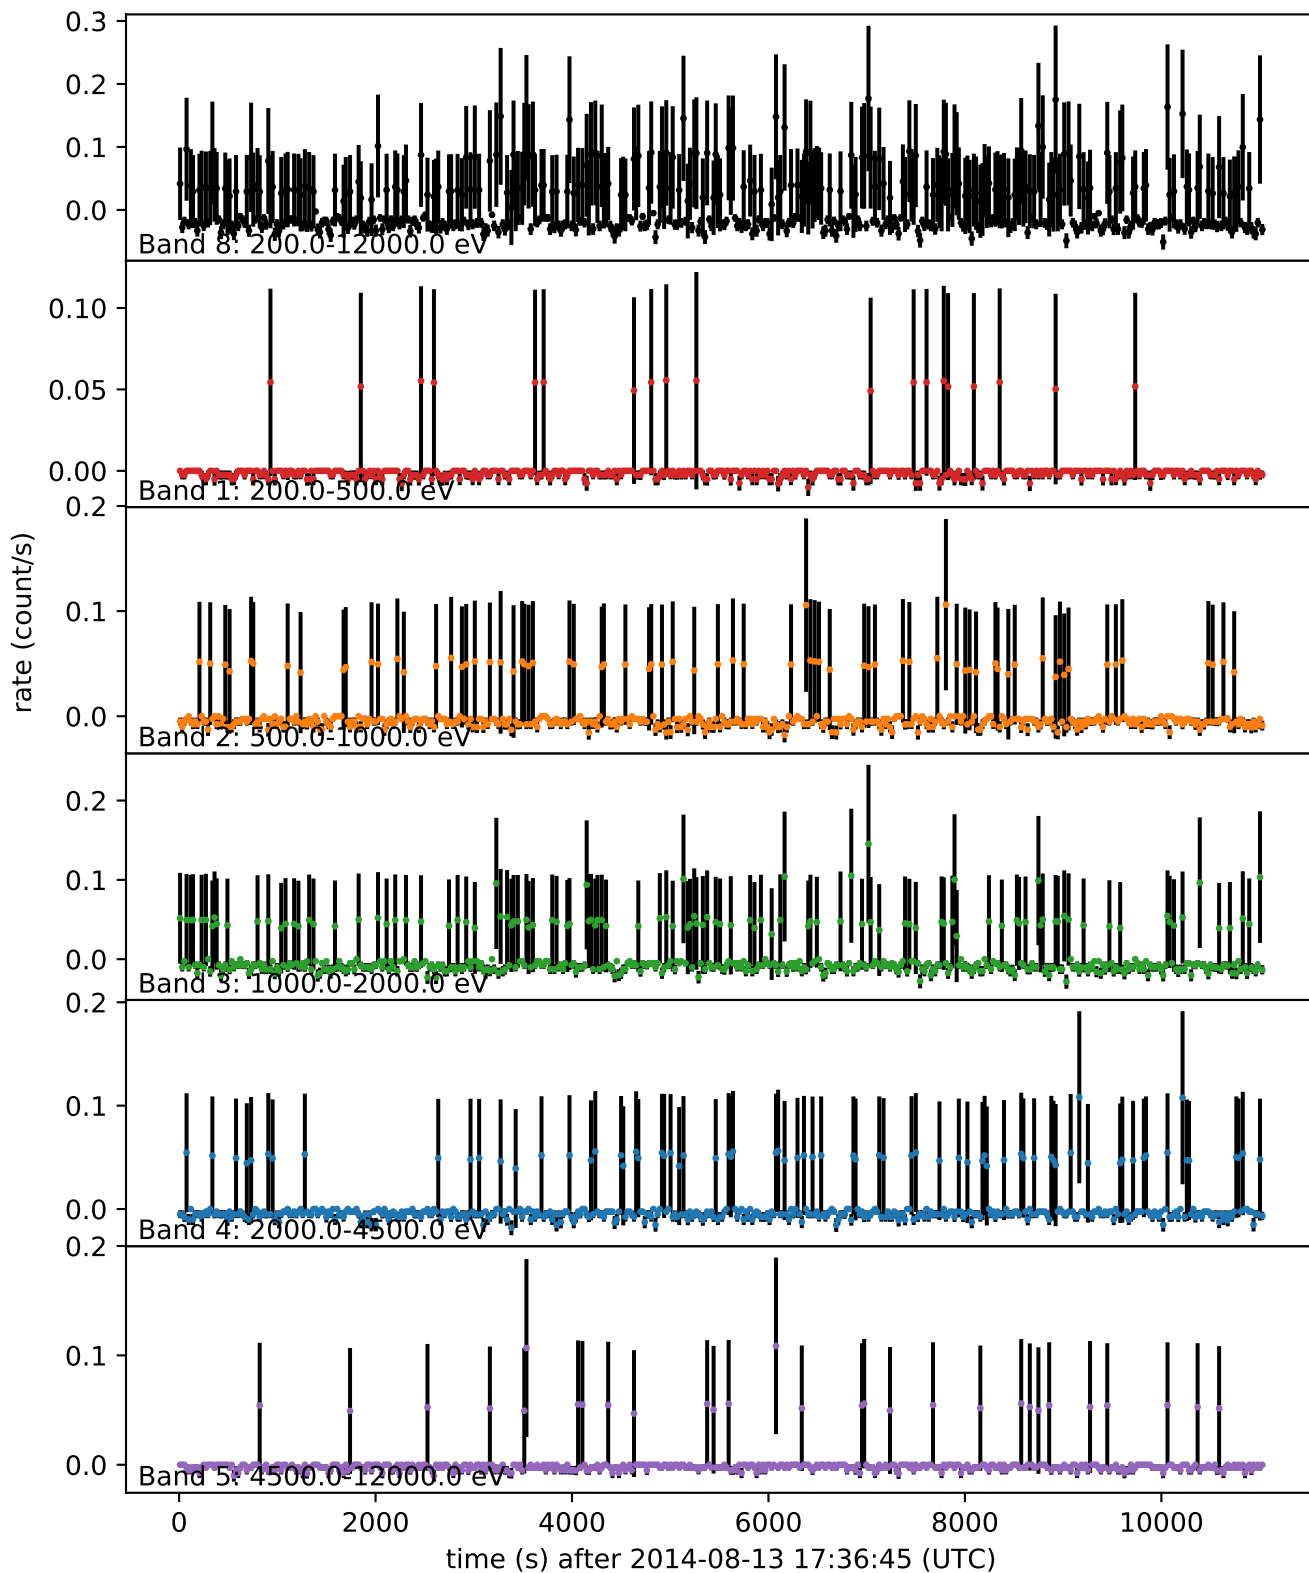 0.3
0.2
0.1
0.0
Band 8: 200.0-12000.0 eV
0.10
0.05
0.00
Band 1: 200.0-500.0 eV
0.2
0.1
0.0
Band 2: 500.0-1000.0 eV
rate (count/s)
0.2
0.1
0.0
Band 3: 1000.0-2000.0 eV
0.2
0.1
0.0
Band 4: 2000.0-4500.0 eV
0.2
0.1
0.0
Band 5: 4500.0-12000.0 eV
0 2000 4000 6000 8000 10000
time (s) after 2014-08-13 17:36:45 (UTC)